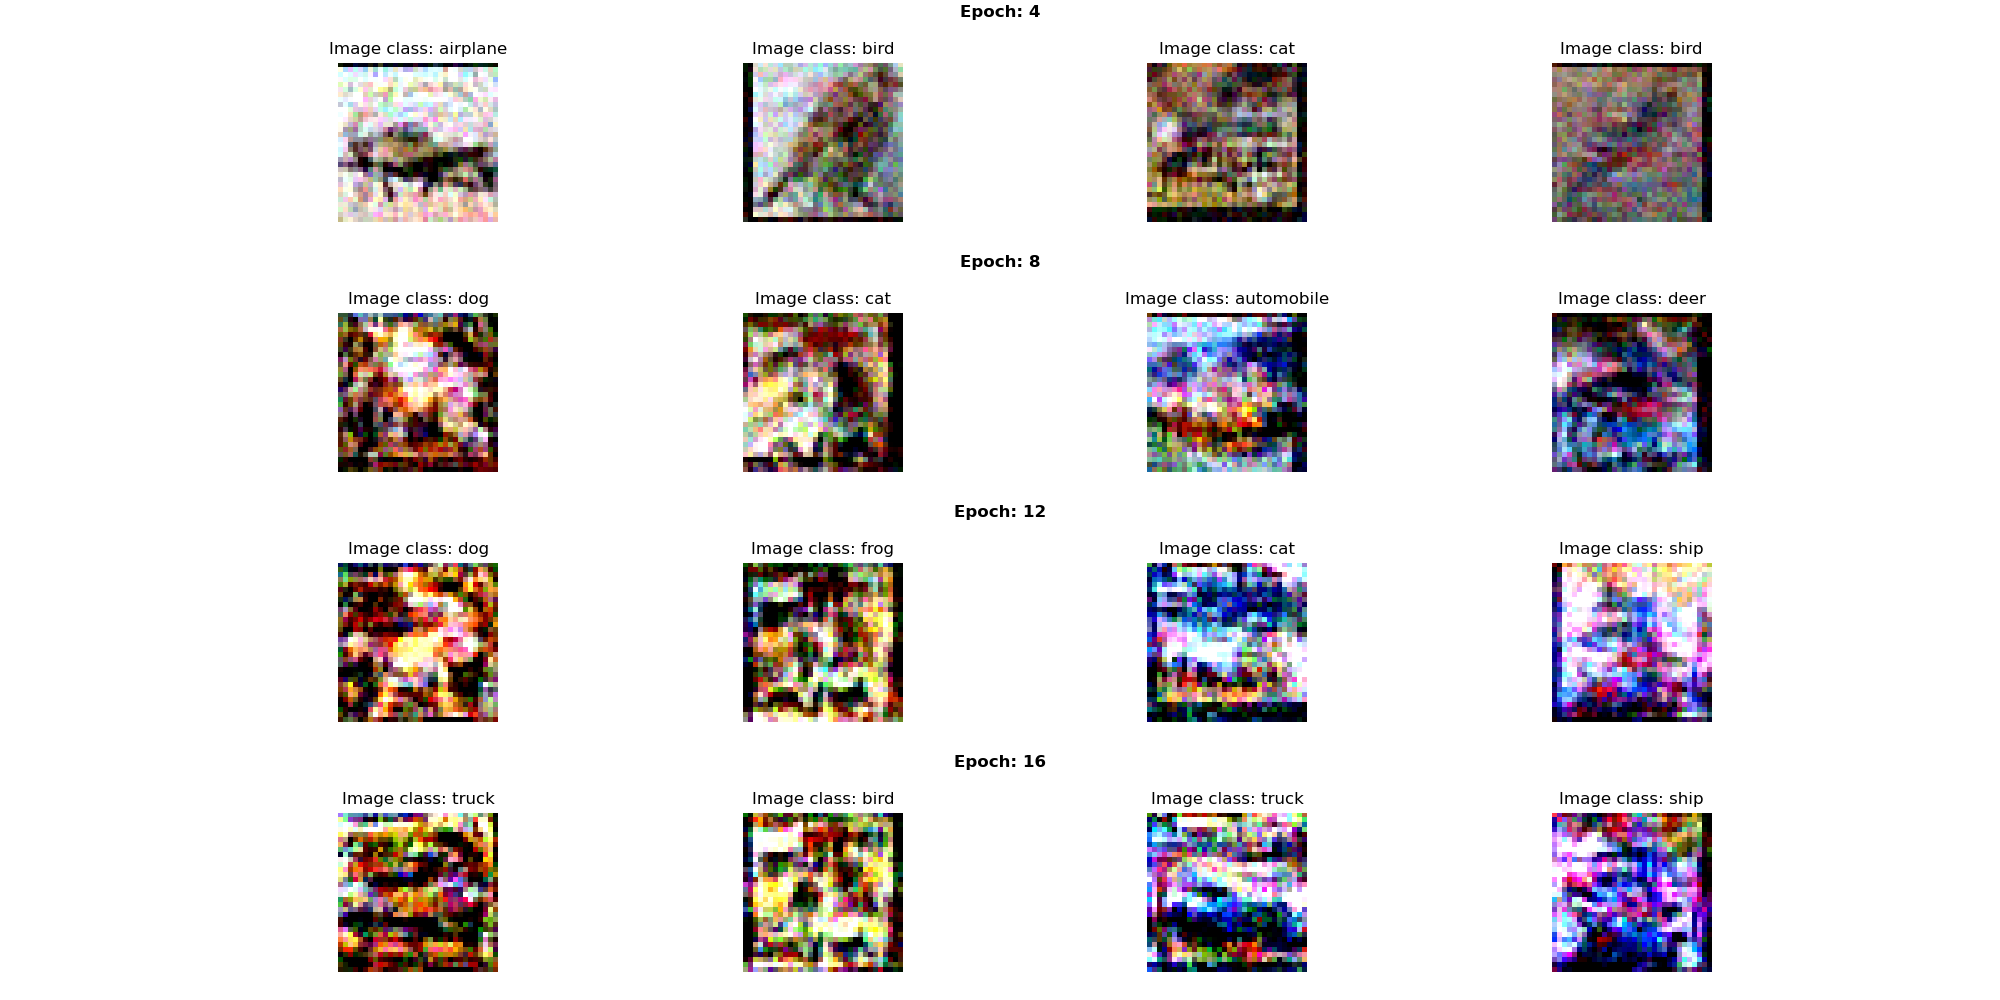 Epoch: 4
Image class: airplane Image class: bird Image class: cat Image class: bird
Epoch: 8
Image class: dog Image class: cat Image class: automobile Image class: deer
Epoch: 12
Image class: dog Image class: frog Image class: cat Image class: ship
Epoch: 16
Image class: truck Image class: bird Image class: truck Image class: ship